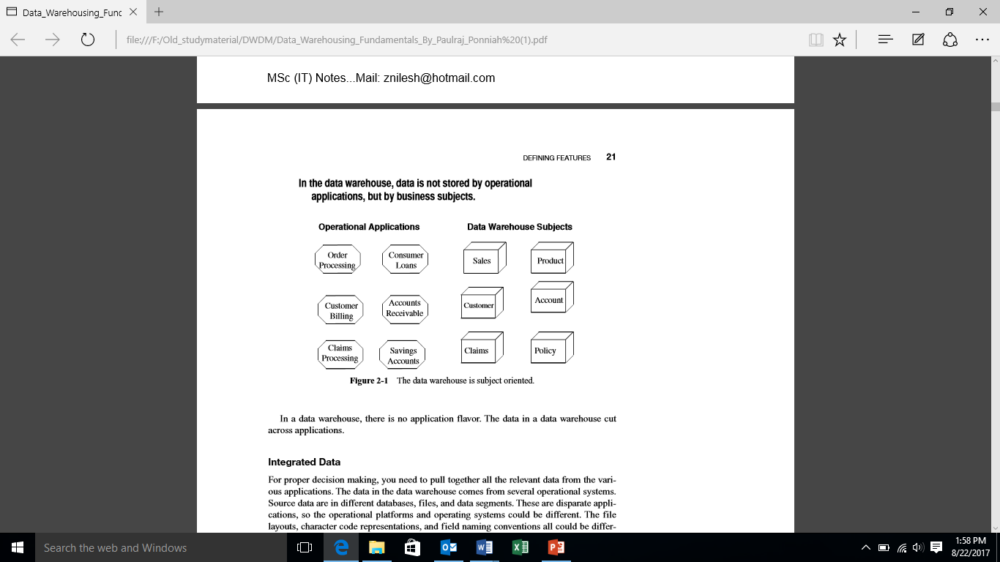 Data_Warehousing_Func
file:///F:/Old_studymaterial/DWDM/Data_Warehousing_Fundamentals_By_Paulraj_Ponniah%20(1).pdf
MSc (IT) Notes...Mail: znilesh@hotmail.com
DEFINING FEATURES 21
In the data warehouse, data is not stored by operational
applications, but by business subjects.
Operational Applications
Data Warehouse Subjects
Order
Processing
Consumer
Loans
Sales
Product
Customer
Billing
Accounts
Receivable
Customer
Account
Claims
Processing
Savings
Accounts
Claims
Policy
Figure 2-1 The data warehouse is subject oriented.
In a data warehouse, there is no application flavor. The data in a data warehouse cut
across applications.
Integrated Data
For proper decision making, you need to pull together all the relevant data from the vari-
ous applications. The data in the data warehouse comes from several operational systems.
Source data are in different databases, files, and data segments. These are disparate appli-
cations, so the operational platforms and operating systems could be different. The file
layouts, character code representations, and field naming conventions all could be differ-
Search the web and Windows
1:58 PM
8/22/2017